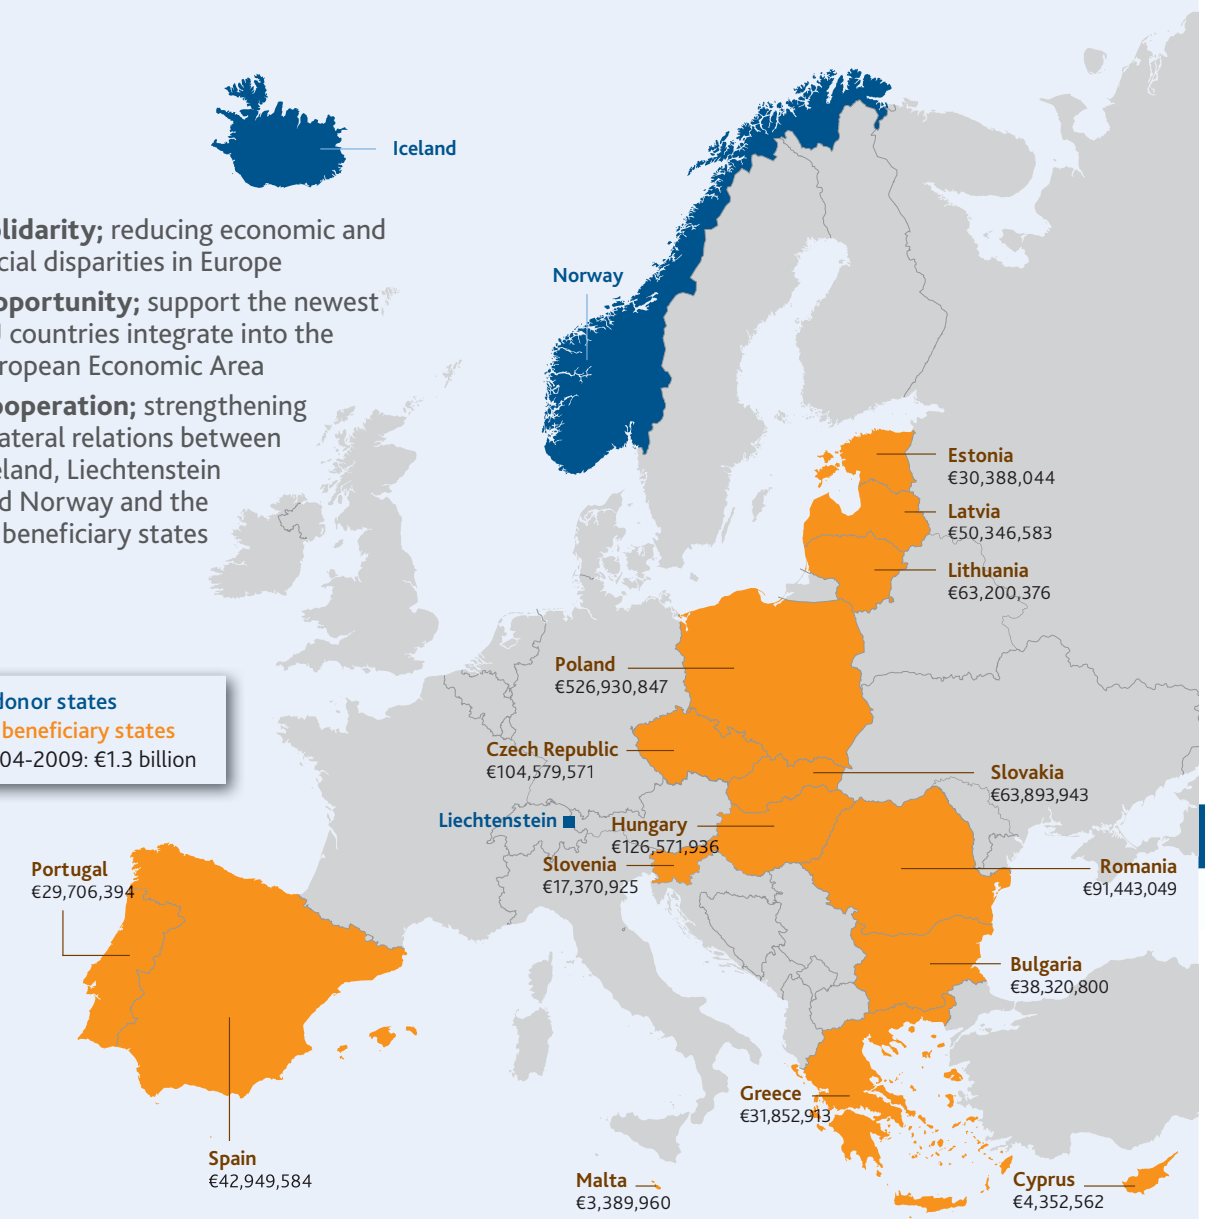 Iceland
lidarity; reducing economic and
cial disparities in Europe
pportunity; support the newest
countries integrate into the
ropean Economic Area
operation; strengthening
ateral relations between
eland, Liechtenstein
d Norway and the
beneficiary states
Norway
Estonia
€30,388,044
Latvia
€50,346,583
Lithuania
€63,200,376
Poland
€526,930,847
donor states
beneficiary states
04-2009: €1.3 billion
Czech Republic
€104,579,571
Slovakia
€63,893,943
Liechtenstein
Hungary
€126,571,936
Slovenia
€17,370,925
Portugal
€29,706,394
Romania
€91,443,049
Bulgaria
€38,320,800
Greece
€31,852,913
Spain
€42,949,584
Malta
€3,389,960
Cyprus
€4,352,562